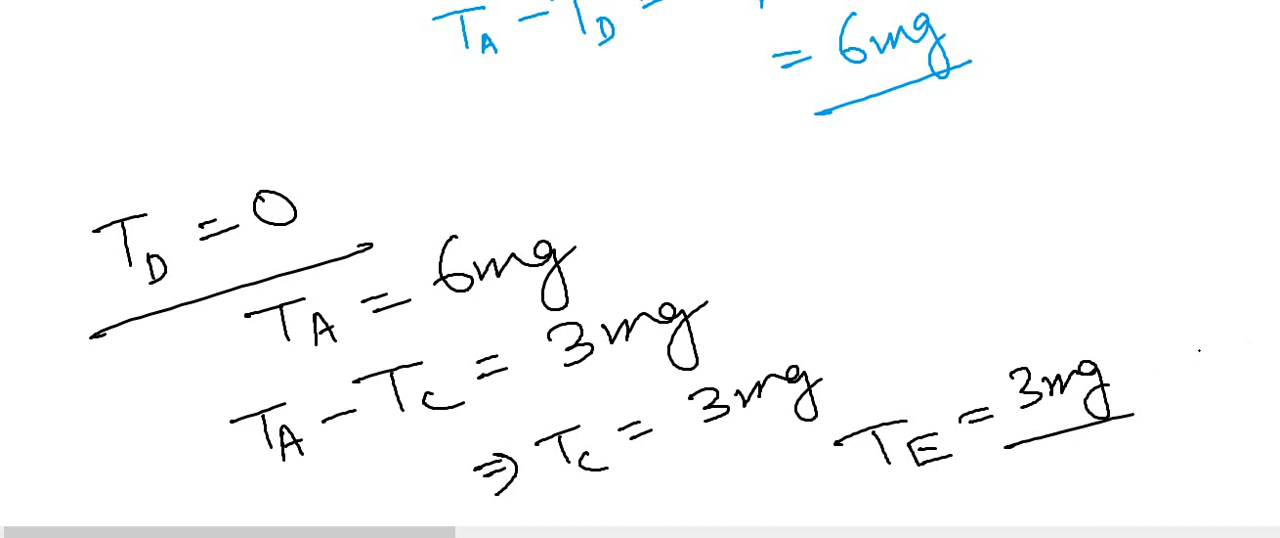 T_A - T_D =
= 6mg
T_D = 0
T_A = 6mg
T_A - T_C = 3mg
⇒ T_C = 3mg
T_E = 3mg